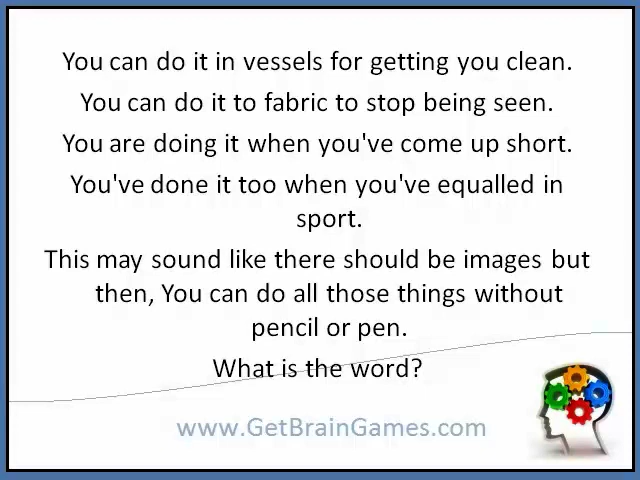 You can do it in vessels for getting you clean.
You can do it to fabric to stop being seen.
You are doing it when you've come up short.
You've done it too when you've equalled in
sport.
This may sound like there should be images but
then, You can do all those things without
pencil or pen.
What is the word?
www.GetBrainGames.com